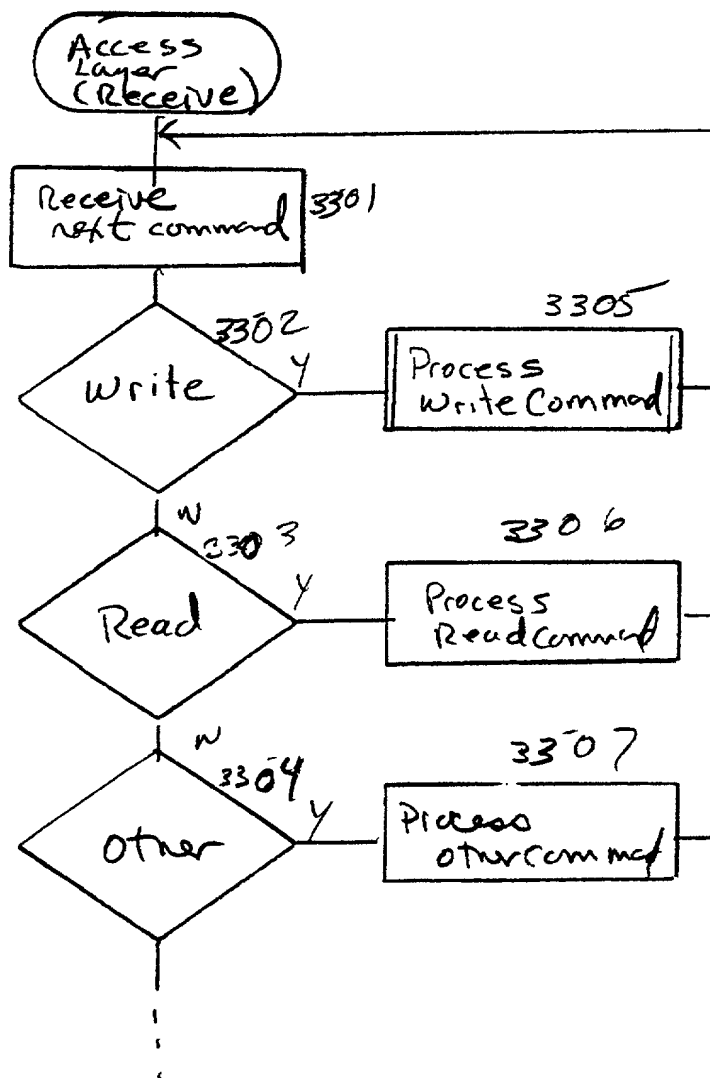 Access
Layer
(Receive)
Receive
next command
3301
3302
Write
Y
3305
Process
Write Command
N
3303
Read
Y
3306
Process
Read Command
N
3304
other
Y
3307
Process
other command